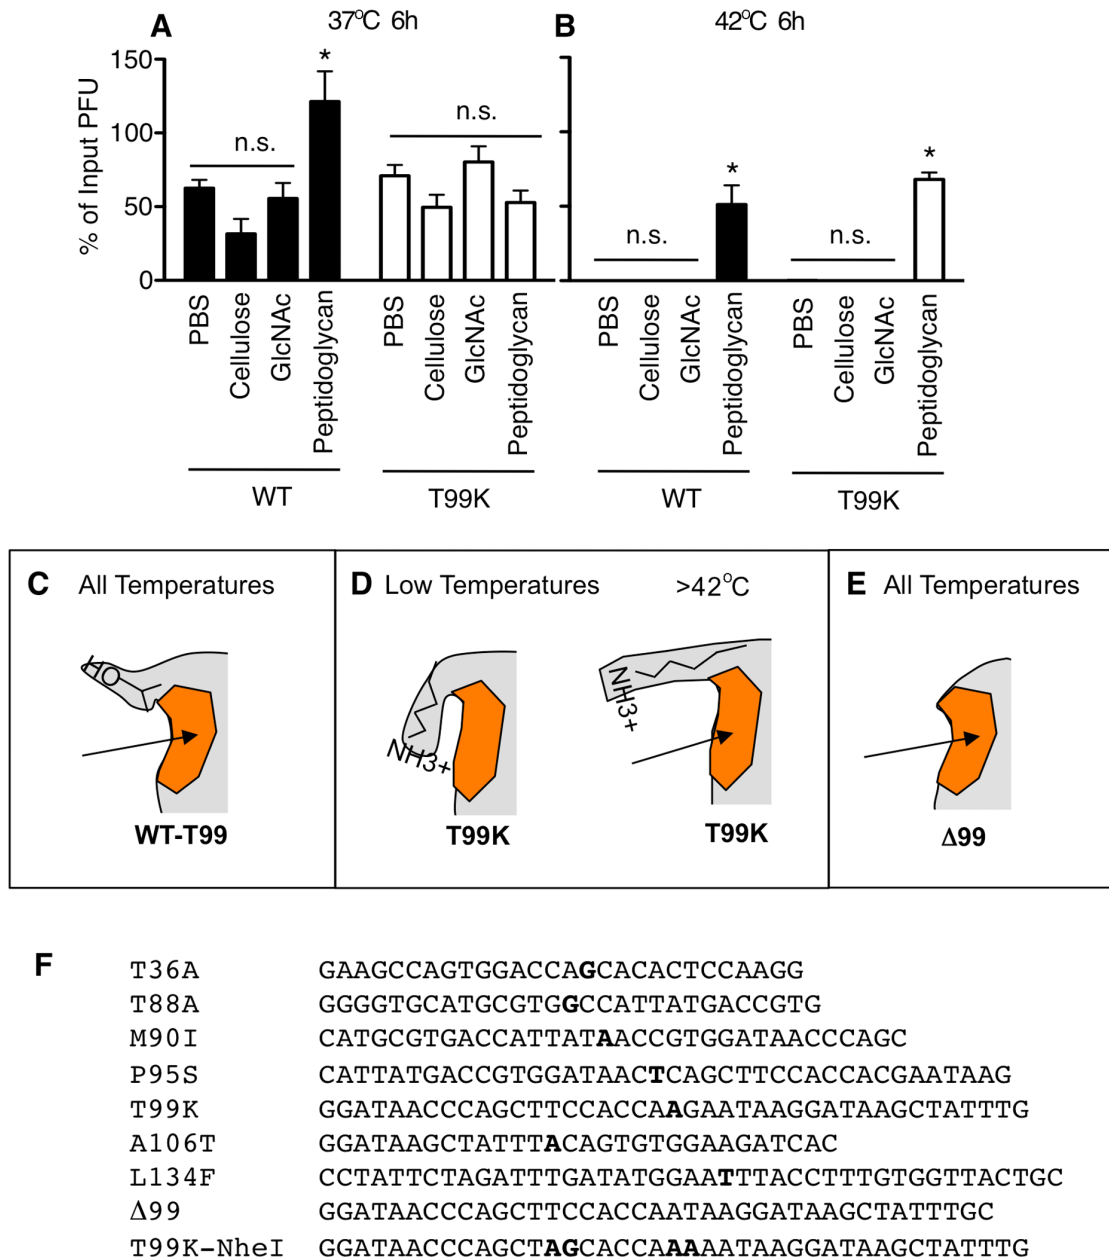 A 37°C 6h
B 42°C 6h
% of Input PFU
150
100
50
0
n.s.
*
n.s.
n.s.
*
n.s.
*
PBS
Cellulose
GlcNAc
Peptidoglycan
PBS
Cellulose
GlcNAc
Peptidoglycan
PBS
Cellulose
GlcNAc
Peptidoglycan
PBS
Cellulose
GlcNAc
Peptidoglycan
WT
T99K
WT
T99K
C All Temperatures
D Low Temperatures >42°C
E All Temperatures
NH3+
NH3+
WT-T99
T99K
T99K
Δ99
F
T36A GAAGCCAGTGGACCAGCACACTCCAAGG
T88A GGGGTGCATGCGTGGCCATTATGACCGTG
M90I CATGCGTGACCATTATAACCGTGGATAACCCAGC
P95S CATTATGACCGTGGATAACTCAGCTTCCACCACGAATAAG
T99K GGATAACCCAGCTTCCACCAAGAATAAGGATAAGCTATTTG
A106T GGATAAGCTATTTACAGTGTGGAAGATCAC
L134F CCTATTCTAGATTTGATATGGAATTTACCTTTGTGGTTACTGC
Δ99 GGATAACCCAGCTTCCACCAATAAGGATAAGCTATTTGC
T99K-NheI GGATAACCCAGCTAGCACCAAAAATAAGGATAAGCTATTTG